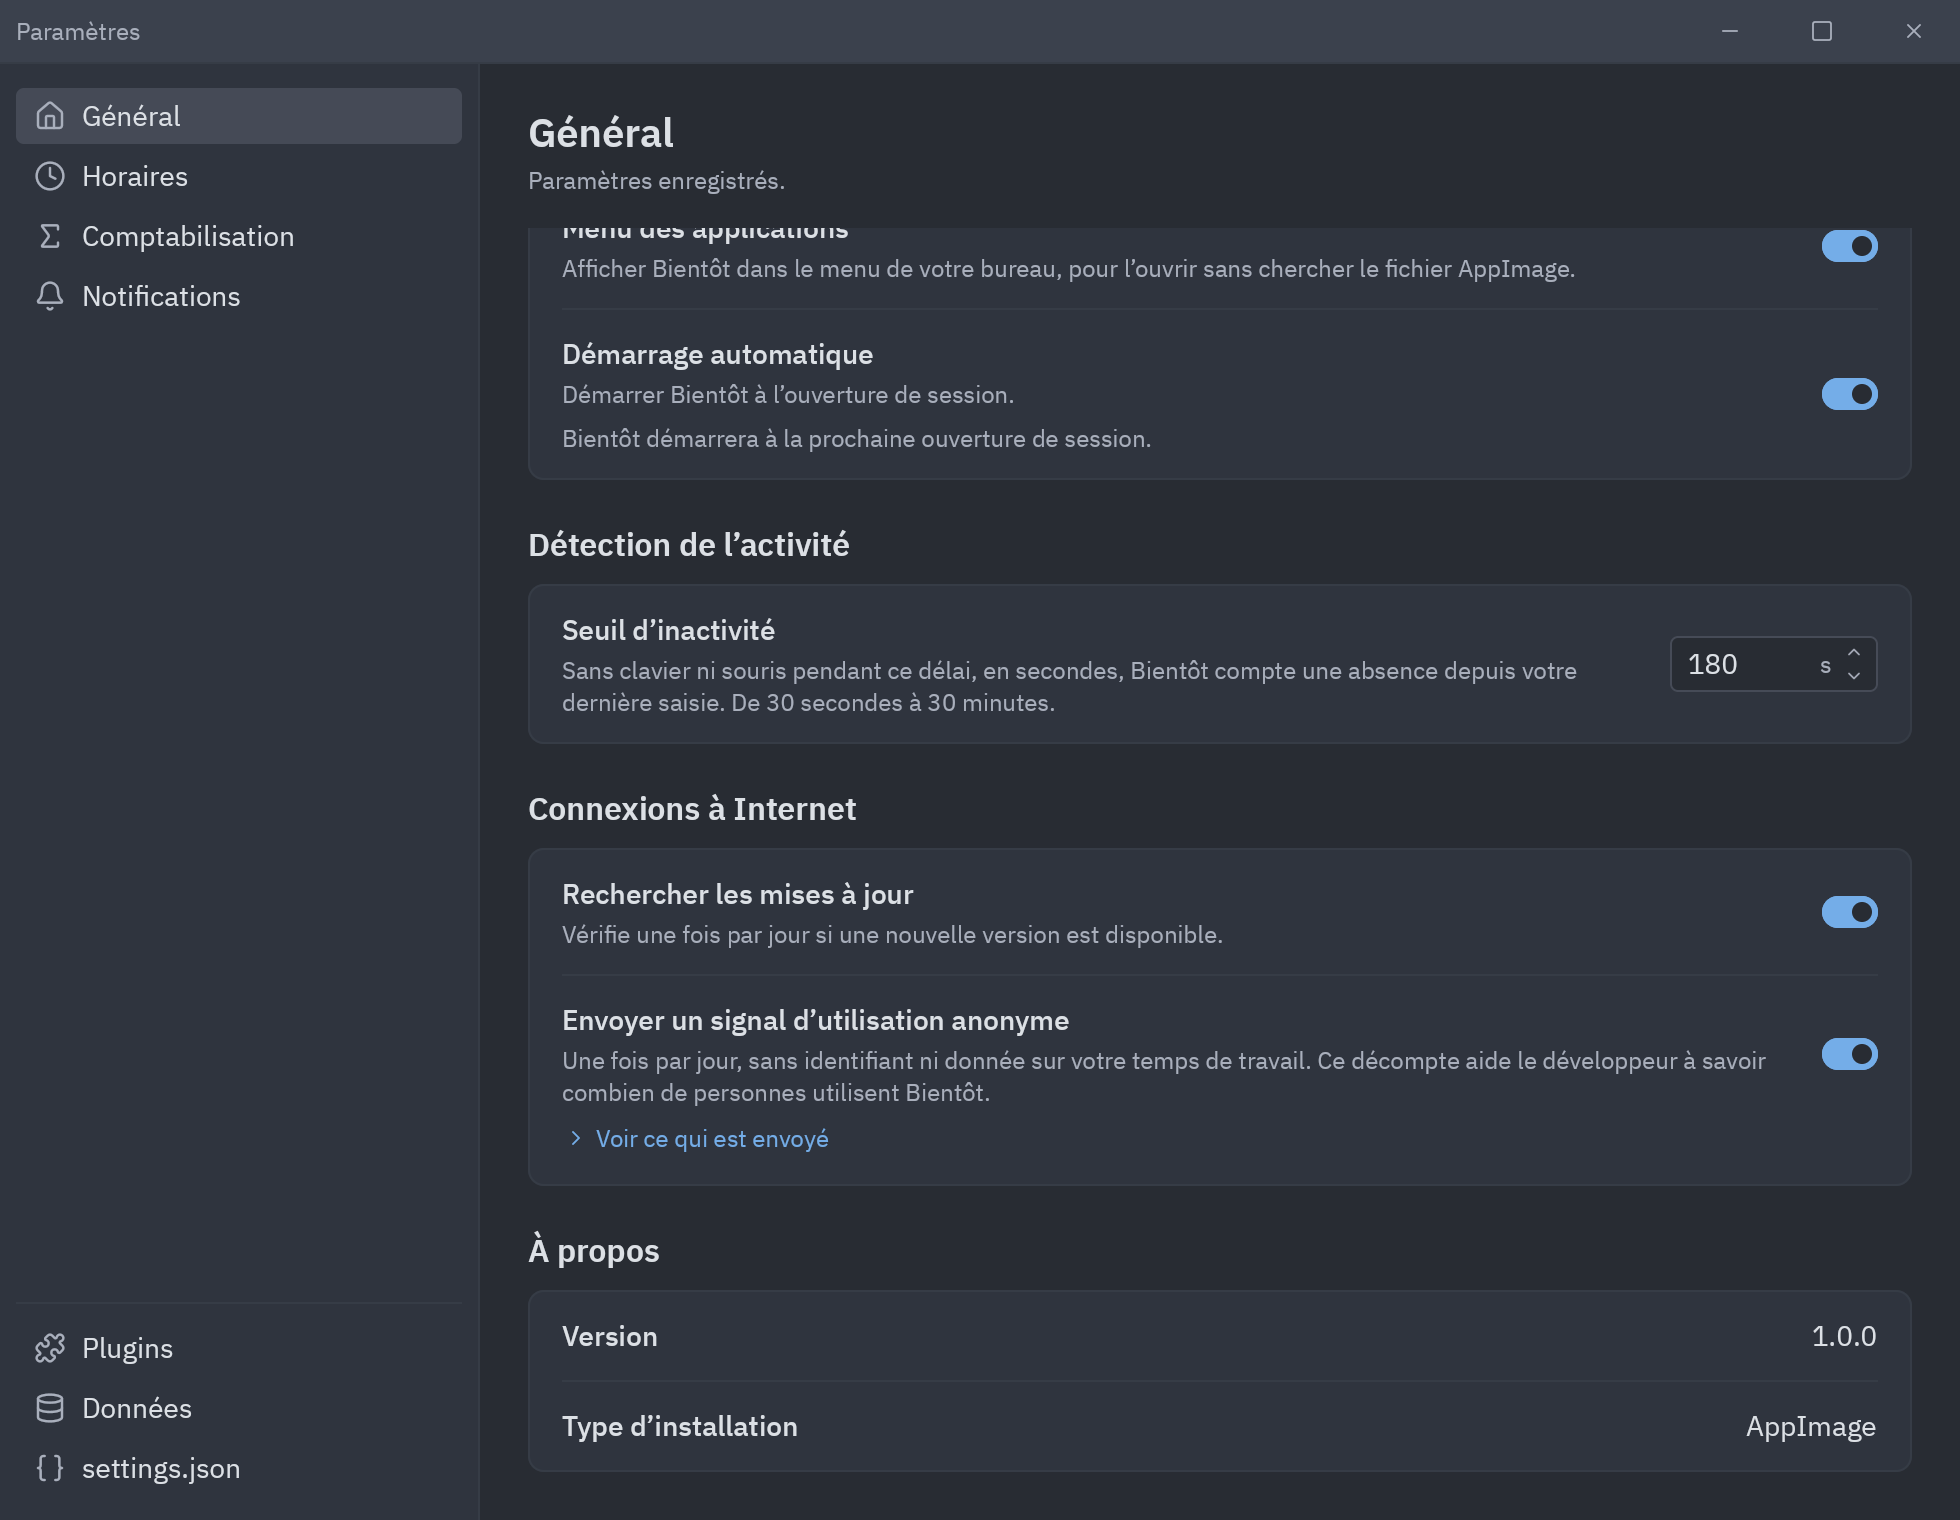 Paramètres
Général
Horaires
Comptabilisation
Notifications
Plugins
Données
settings.json
Général
Paramètres enregistrés.
Menu des applications
Afficher Bientôt dans le menu de votre bureau, pour l’ouvrir sans chercher le fichier AppImage.
Démarrage automatique
Démarrer Bientôt à l’ouverture de session.
Bientôt démarrera à la prochaine ouverture de session.
Détection de l’activité
Seuil d’inactivité
Sans clavier ni souris pendant ce délai, en secondes, Bientôt compte une absence depuis votre
dernière saisie. De 30 secondes à 30 minutes.
180 s
Connexions à Internet
Rechercher les mises à jour
Vérifie une fois par jour si une nouvelle version est disponible.
Envoyer un signal d’utilisation anonyme
Une fois par jour, sans identifiant ni donnée sur votre temps de travail. Ce décompte aide le développeur à savoir
combien de personnes utilisent Bientôt.
Voir ce qui est envoyé
À propos
Version 1.0.0
Type d’installation AppImage